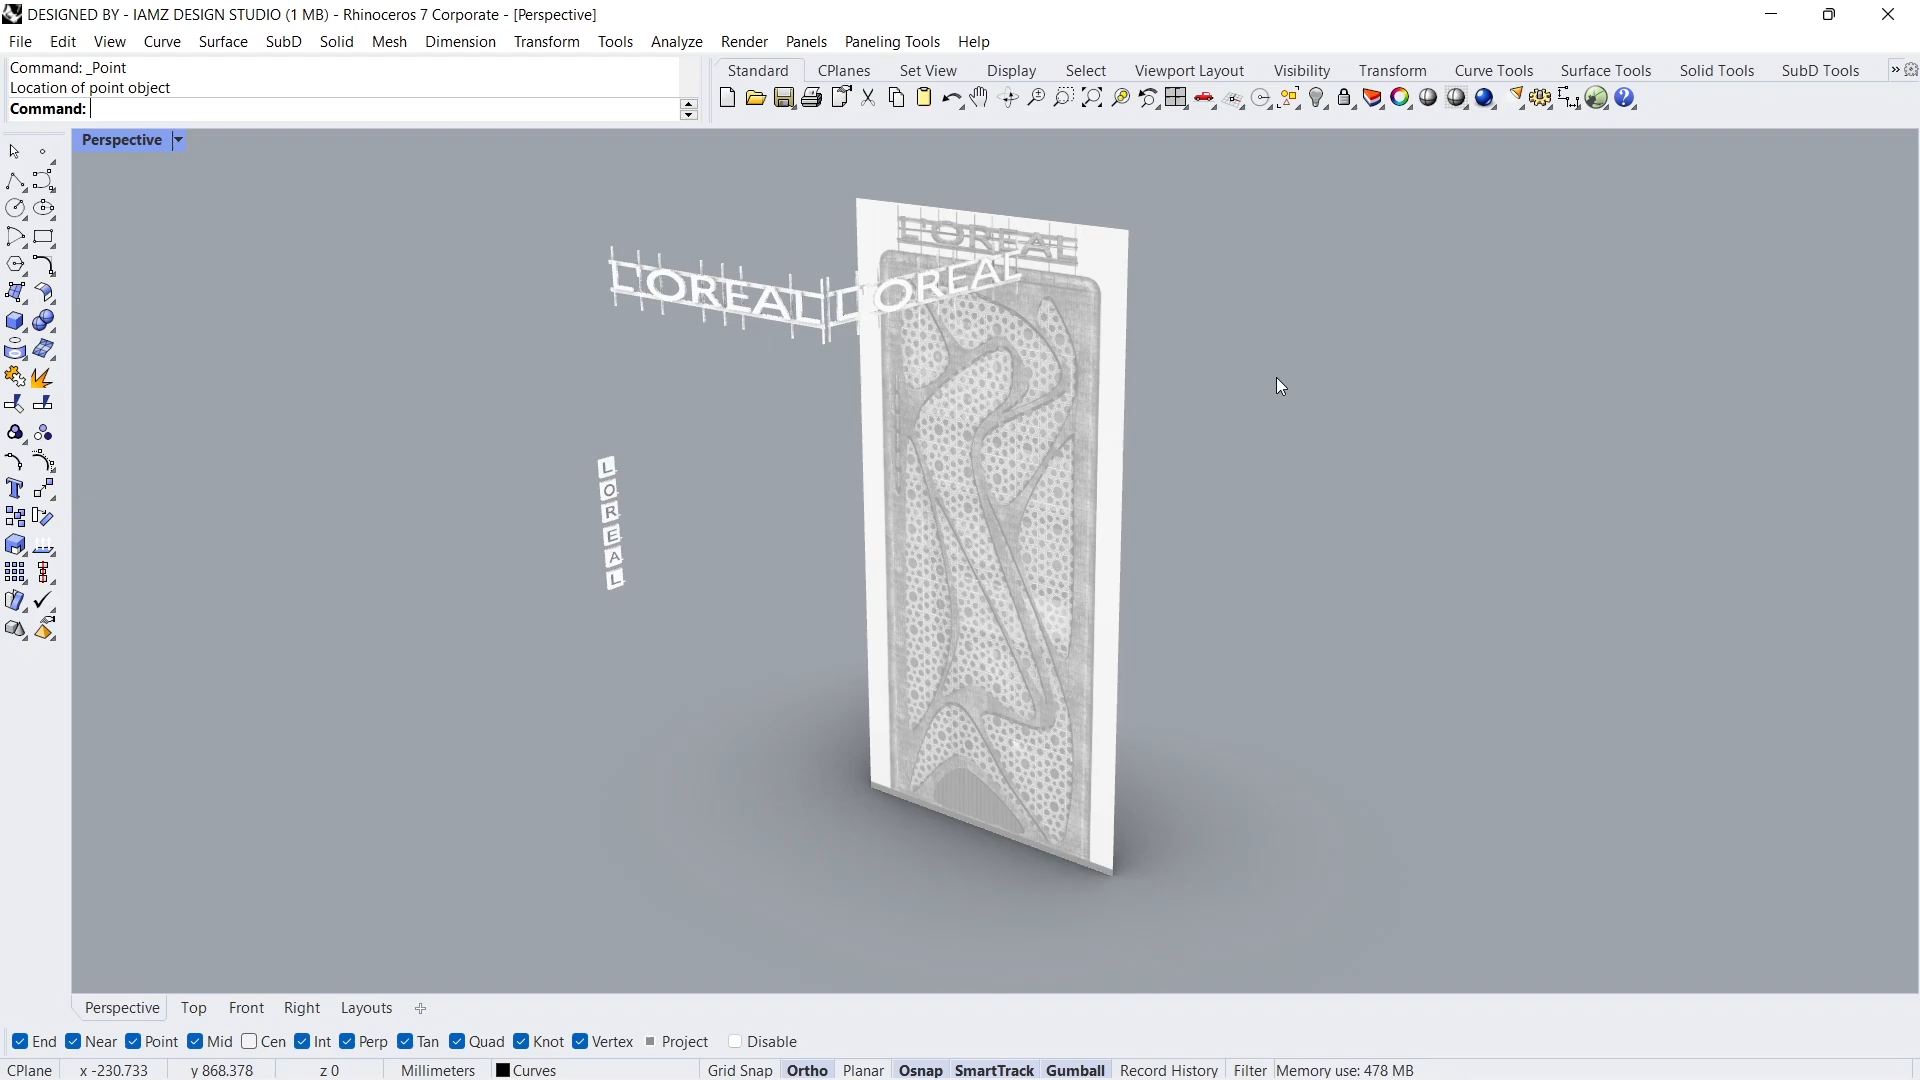 DESIGNED BY - IAMZ DESIGN STUDIO (1 MB) - Rhinoceros 7 Corporate - [Perspective]
File Edit View Curve Surface SubD Solid Mesh Dimension Transform Tools Analyze Render Panels Paneling Tools Help
Command: _Point
Location of point object
Command:
Standard CPlanes Set View Display Select Viewport Layout Visibility Transform Curve Tools Surface Tools Solid Tools SubD Tools »
Perspective
L'OREAL
L'OREAL
L'OREAL
L
O
R
E
A
L
Perspective Top Front Right Layouts
End Near Point Mid Cen Int Perp Tan Quad Knot Vertex Project Disable
CPlane x -230.733 y 868.378 z 0 Millimeters Curves Grid Snap Ortho Planar Osnap SmartTrack Gumball Record History Filter Memory use: 478 MB